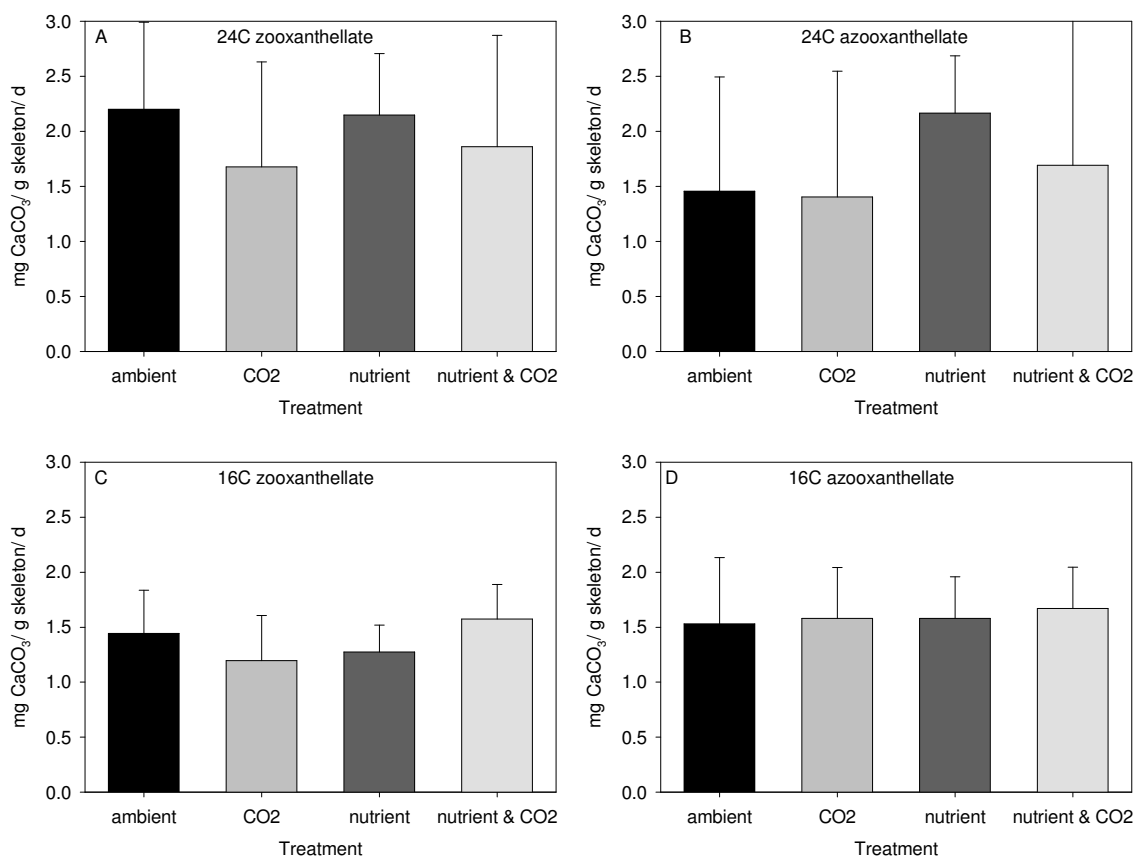 A 24C zooxanthellate
mg CaCO3/ g skeleton/ d
3.0
2.5
2.0
1.5
1.0
0.5
0.0
ambient CO2 nutrient nutrient & CO2
Treatment
B 24C azooxanthellate
mg CaCO3/ g skeleton/ d
3.0
2.5
2.0
1.5
1.0
0.5
0.0
ambient CO2 nutrient nutrient & CO2
Treatment
C 16C zooxanthellate
mg CaCO3/ g skeleton/ d
3.0
2.5
2.0
1.5
1.0
0.5
0.0
ambient CO2 nutrient nutrient & CO2
Treatment
D 16C azooxanthellate
mg CaCO3/ g skeleton/ d
3.0
2.5
2.0
1.5
1.0
0.5
0.0
ambient CO2 nutrient nutrient & CO2
Treatment